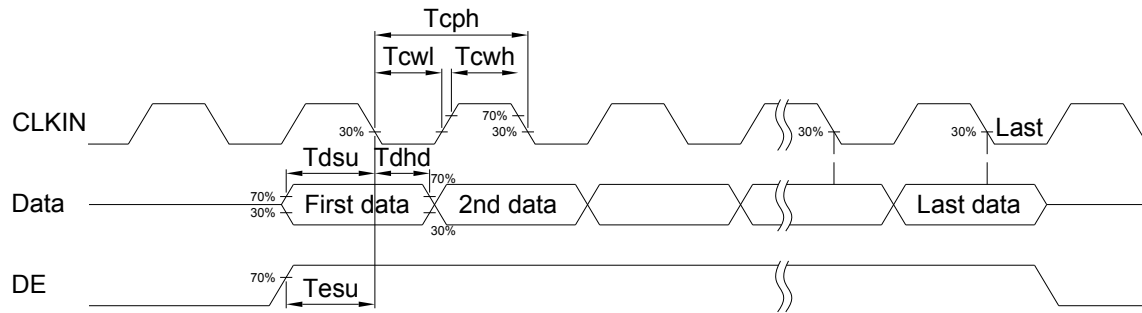 Tcph
Tcwl Tcwh
CLKIN 30% 70% 30% 30% 30% Last
Tdsu Tdhd
70%
Data 70% 30% First data 2nd data Last data
30%
DE 70%
Tesu